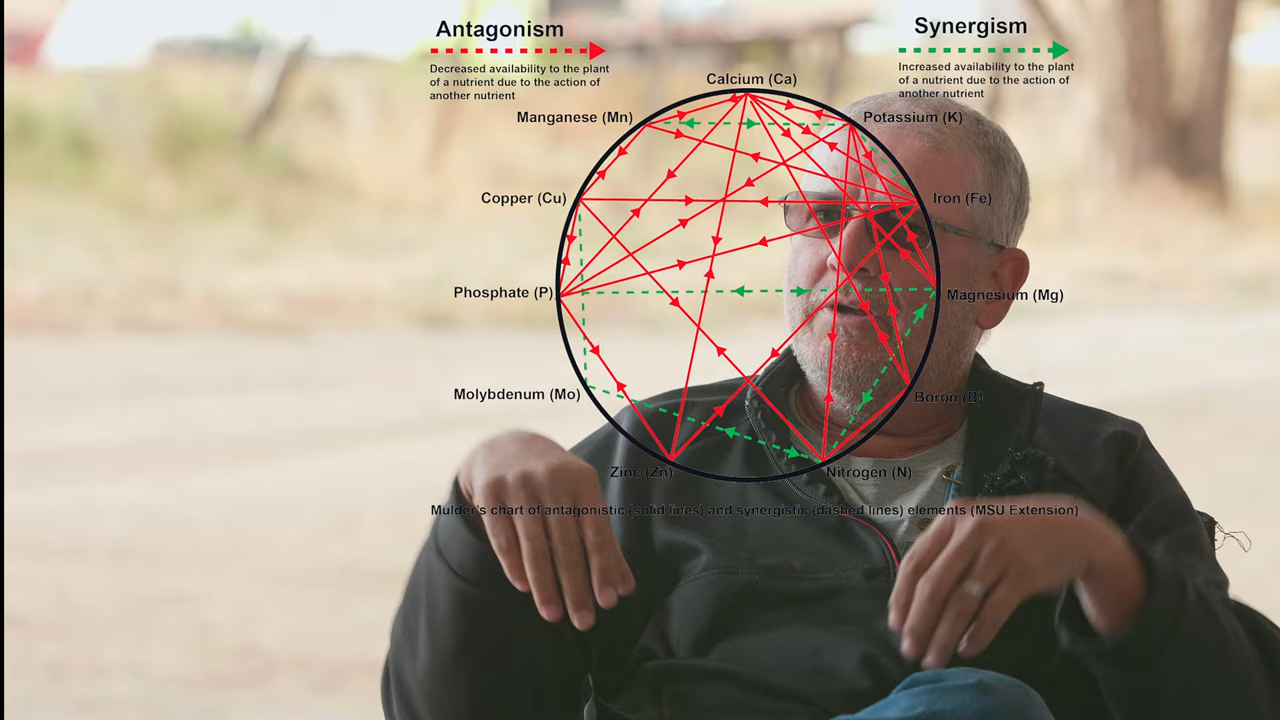 Antagonism
Decreased availability to the plant
of a nutrient due to the action of
another nutrient
Synergism
Increased availability to the plant
of a nutrient due to the action of
another nutrient
Calcium (Ca)
Manganese (Mn)
Potassium (K)
Copper (Cu)
Iron (Fe)
Phosphate (P)
Magnesium (Mg)
Molybdenum (Mo)
Boron (B)
Zinc (Zn)
Nitrogen (N)
Mulder's chart of antagonistic (solid lines) and synergistic (dashed lines) elements (MSU Extension)